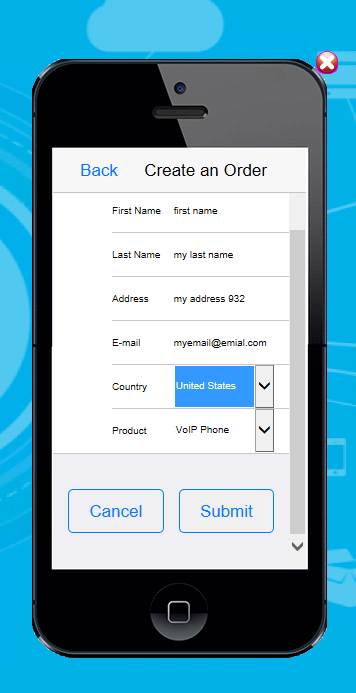 Back Create an Order
First Name first name
Last Name my last name
Address my address 932
E-mail myemail@emial.com
Country United States
Product VoIP Phone
Cancel Submit